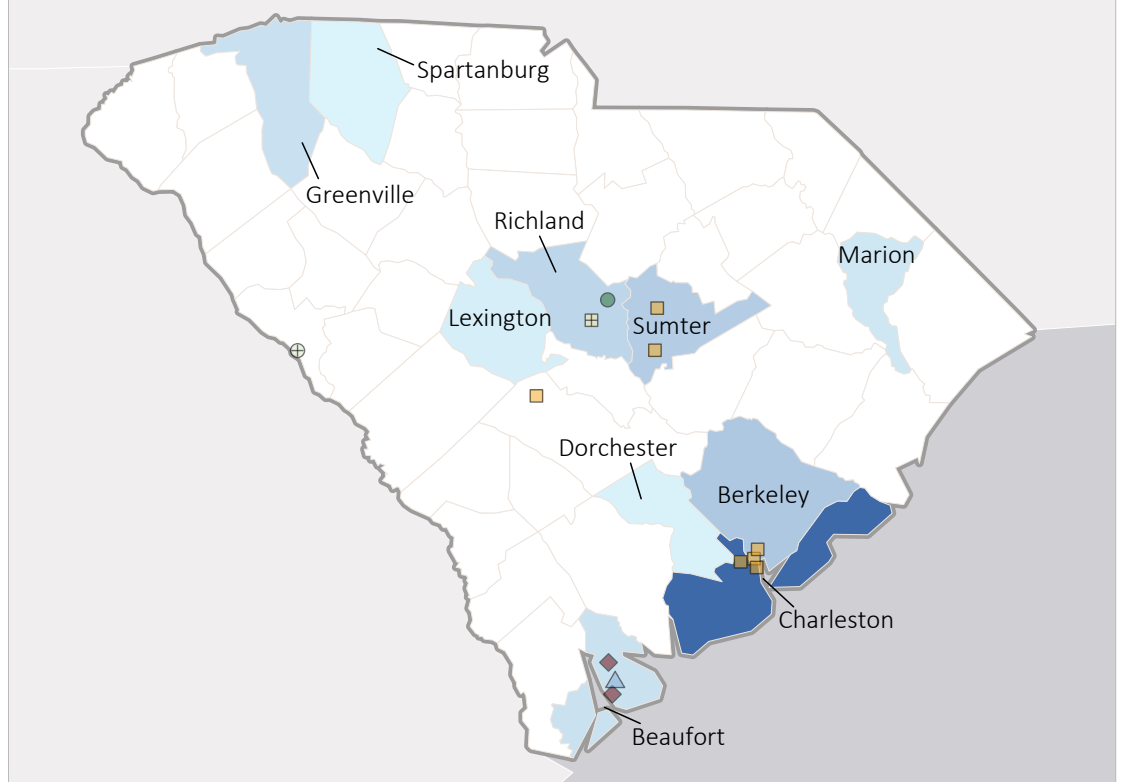 Spartanburg
Greenville
Richland
Marion
Lexington
Sumter
Dorchester
Berkeley
Charleston
Beaufort